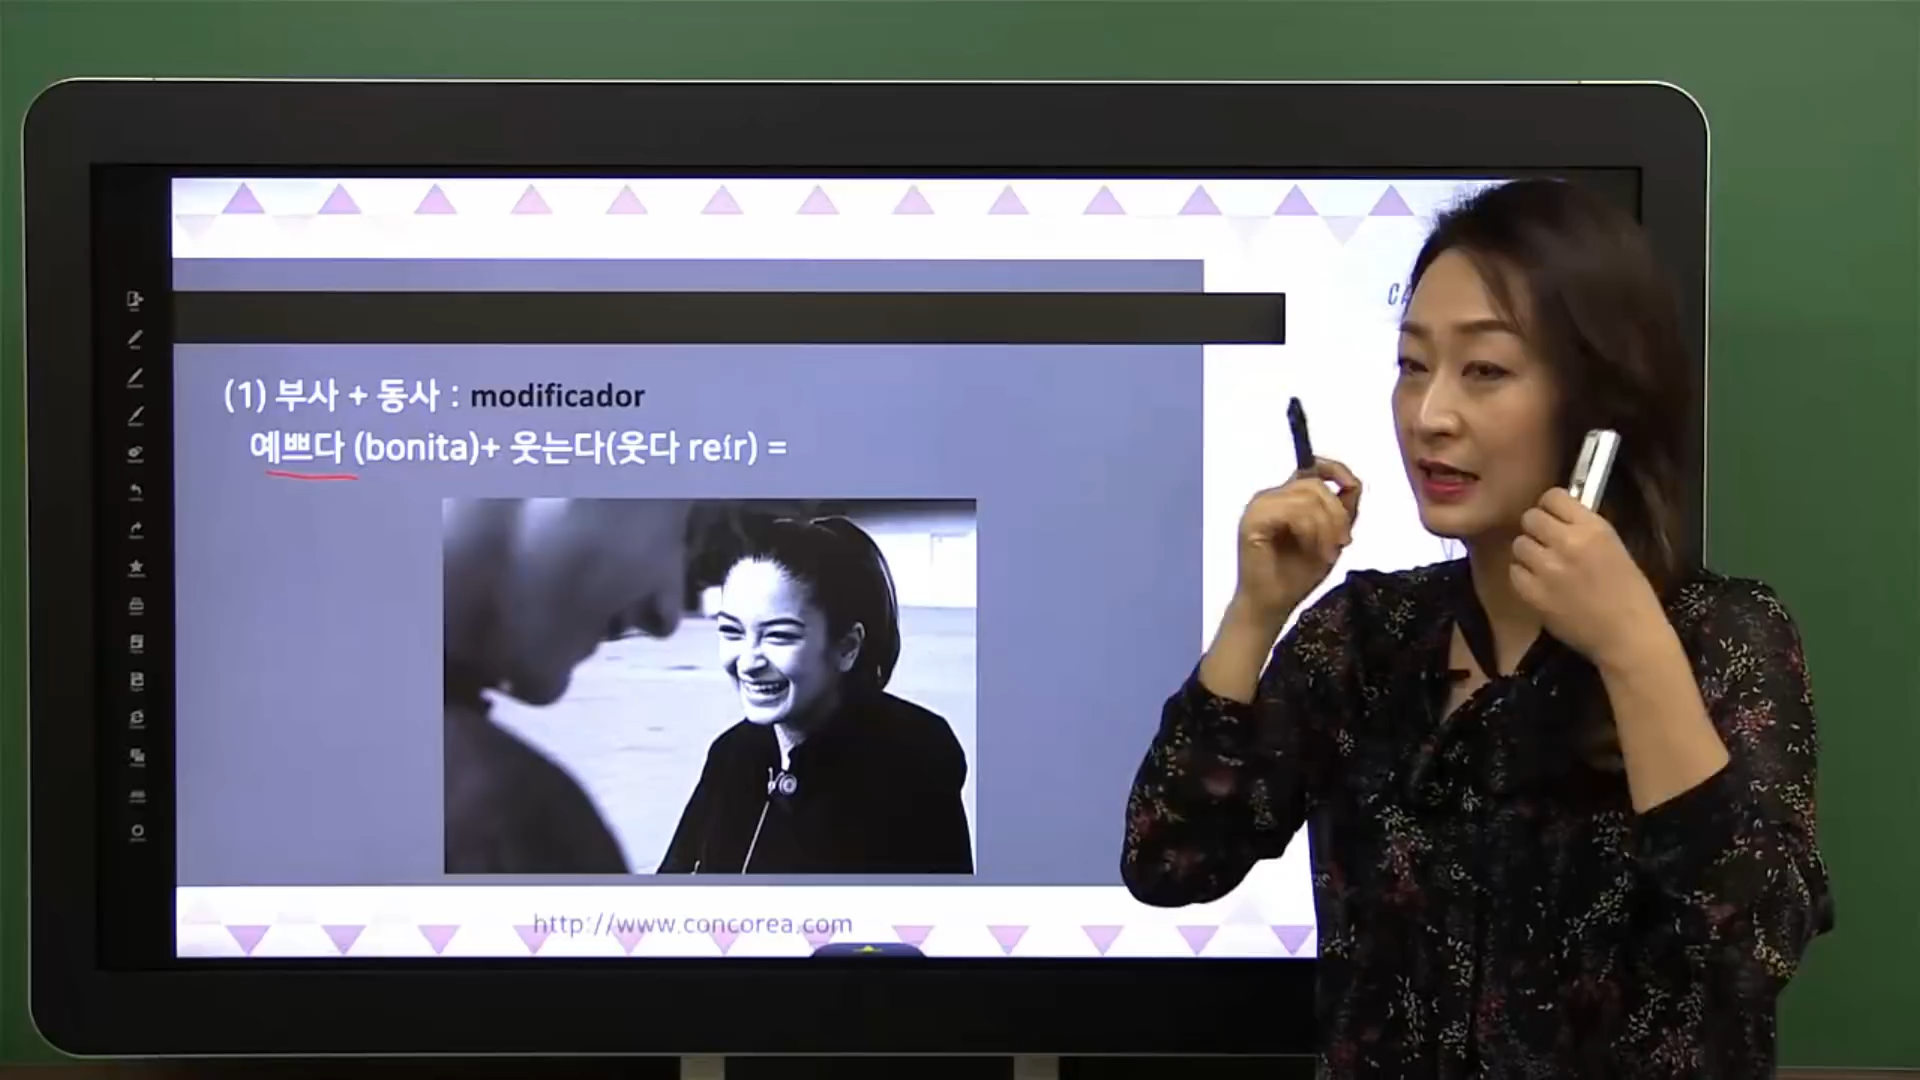 (1) 부사 + 동사 : modificador
예쁘다 (bonita)+ 웃는다(웃다 reír) =
http://www.concorea.com